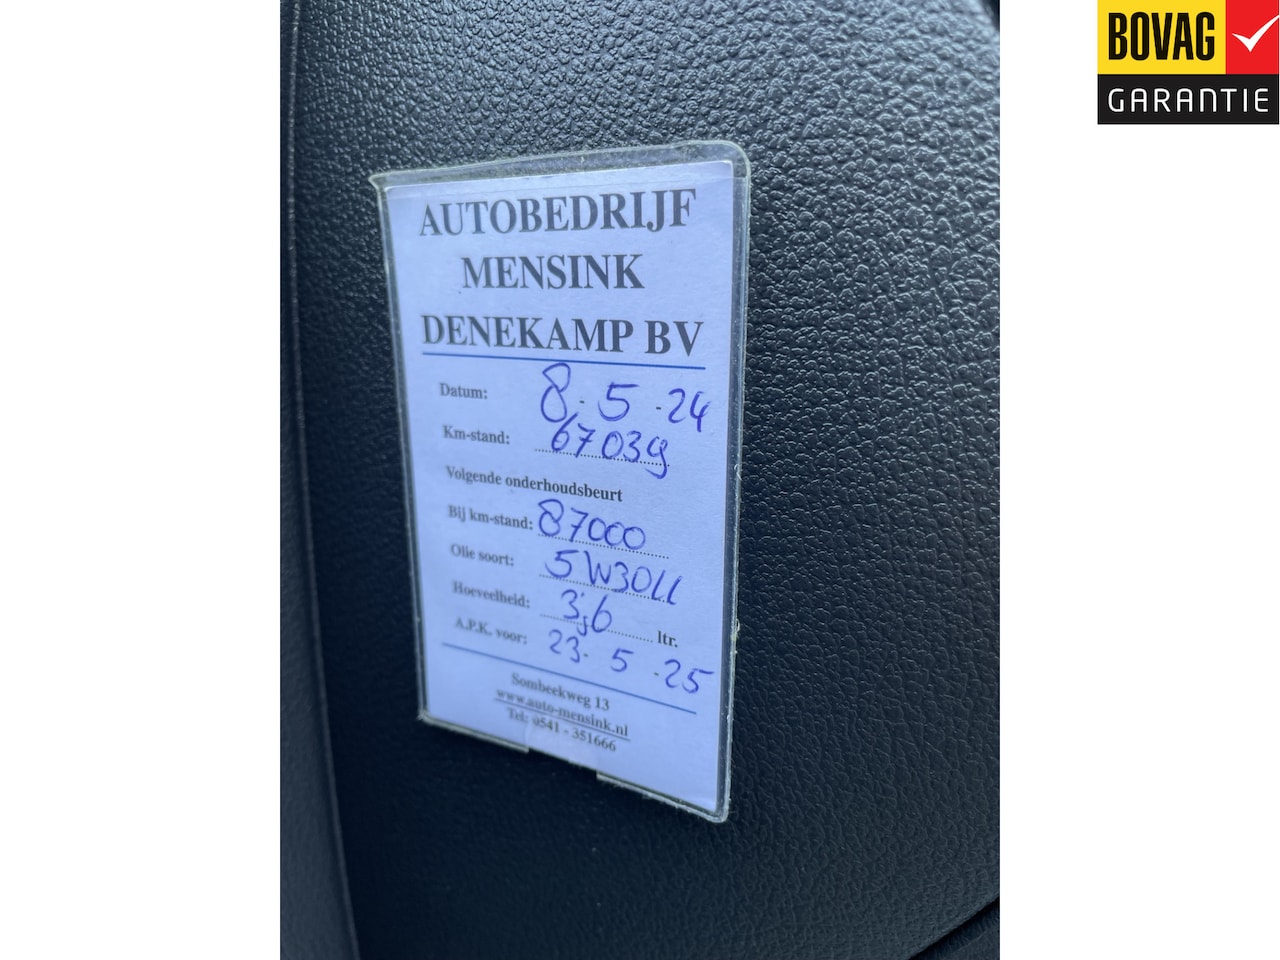 BOVAG
GARANTIE
AUTOBEDRIJF
MENSINK
DENEKAMP BV
Datum: 8-5-24
Km-stand: 67039
Volgende onderhoudsbeurt
Bij km-stand: 87000
Olie soort: 5W30LL
Hoeveelheid: 3,6 ltr.
A.P.K. voor: 23-5-25
Sombeekweg 13
www.auto-mensink.nl
Tel: 0541 - 351666